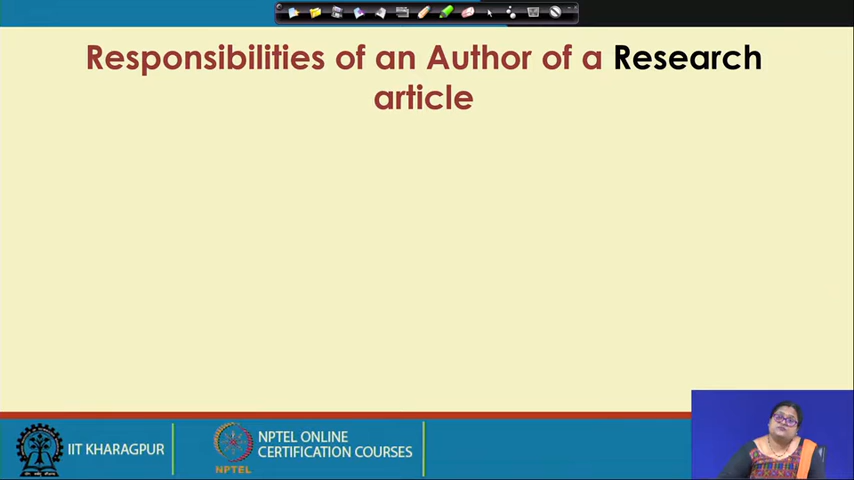 Responsibilities of an Author of a Research
article
IIT KHARAGPUR
NPTEL
NPTEL ONLINE
CERTIFICATION COURSES